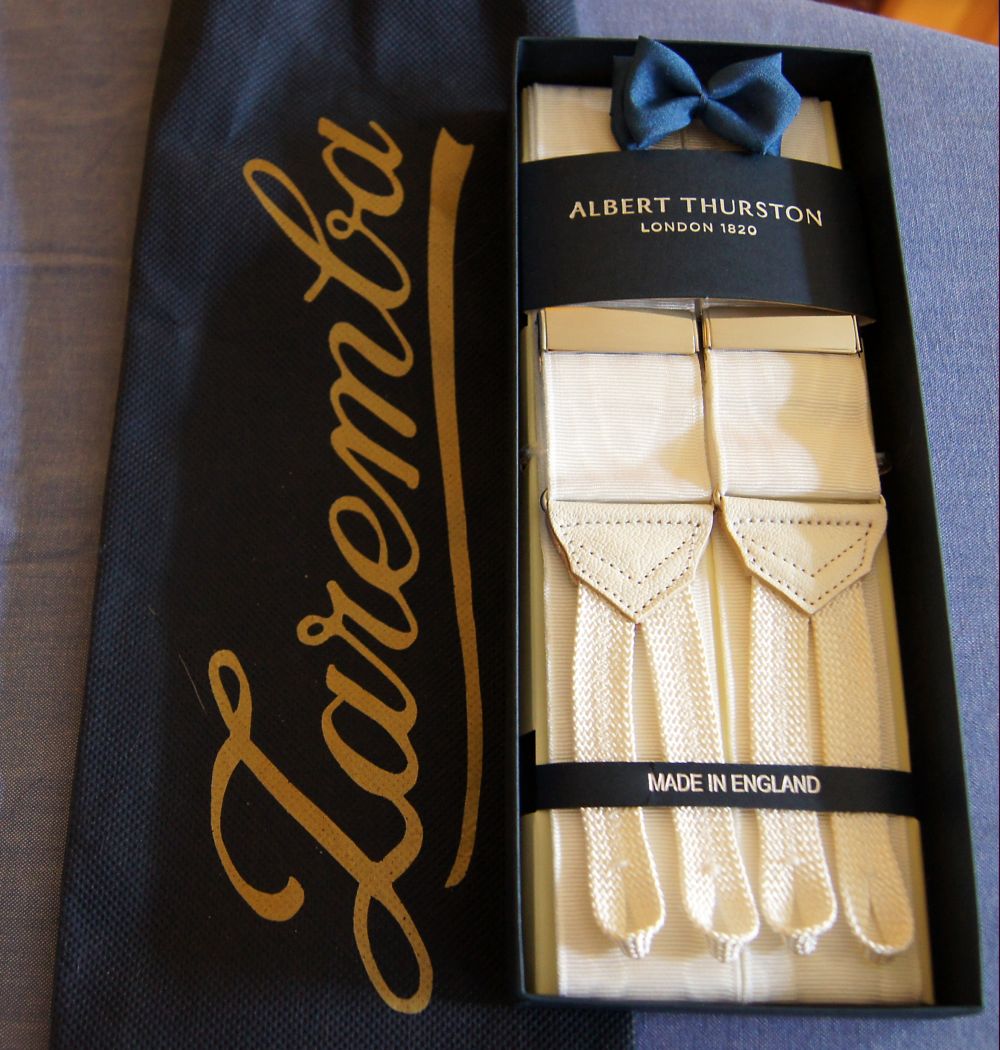 Zaremba
ALBERT THURSTON
LONDON 1820
MADE IN ENGLAND